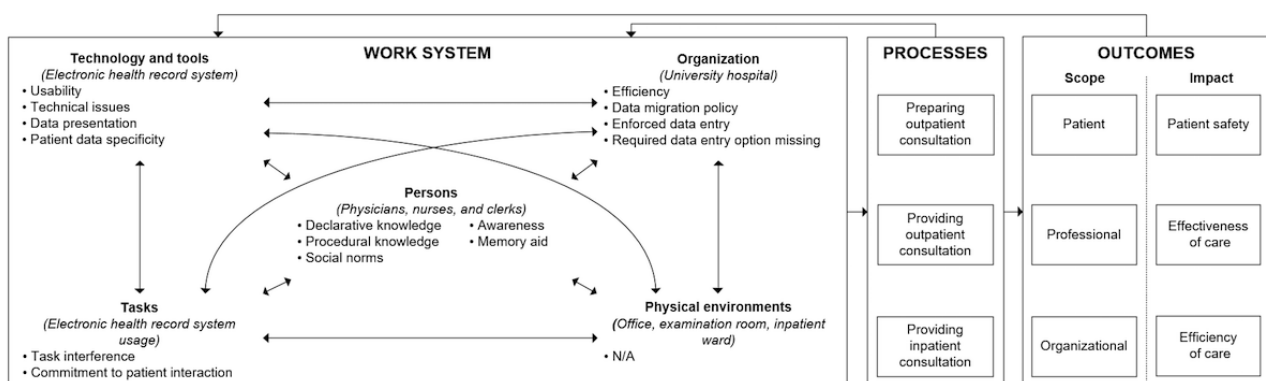 WORK SYSTEM
Technology and tools
(Electronic health record system)
• Usability
• Technical issues
• Data presentation
• Patient data specificity
Organization
(University hospital)
• Efficiency
• Data migration policy
• Enforced data entry
• Required data entry option missing
Persons
(Physicians, nurses, and clerks)
• Declarative knowledge
• Procedural knowledge
• Social norms
• Awareness
• Memory aid
Tasks
(Electronic health record system
usage)
• Task interference
• Commitment to patient interaction
Physical environments
(Office, examination room, inpatient
ward)
• N/A
PROCESSES
Preparing
outpatient
consultation
Providing
outpatient
consultation
Providing
inpatient
consultation
OUTCOMES
Scope
Patient
Professional
Organizational
Impact
Patient safety
Effectiveness
of care
Efficiency
of care